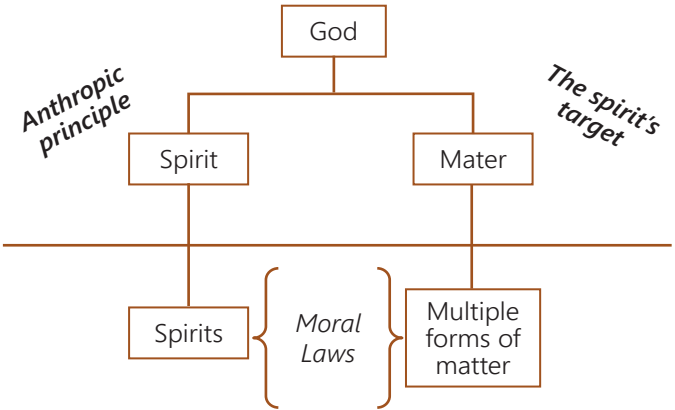 God
Anthropic
principle
The spirit's
target
Spirit
Mater
Spirits
Moral
Laws
Multiple
forms of
matter